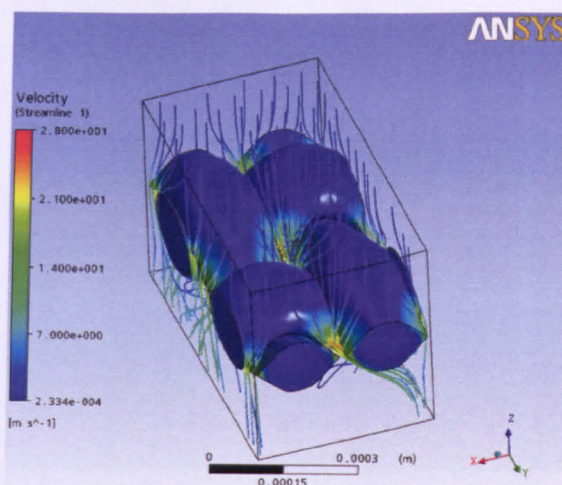 ANSYS
Velocity
(Streamline 1)
2.800e+001
2.100e+001
1.400e+001
7.000e+000
2.334e-004
[m s^-1]
0 0.0003 (m)
0.00015
Z
X
Y